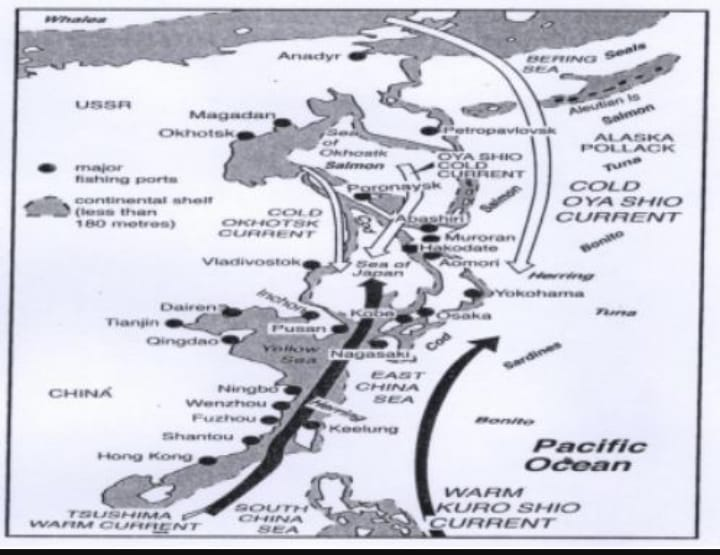 Whales
Anadyr
BERING
SEA
Seals
Aleutian Is
Salmon
USSR
Magadan
Okhotsk
Sea
of
Okhostk
Salmon
Petropavlovsk
ALASKA
POLLACK
Tuna
OYA SHIO
COLD
CURRENT
major
fishing ports
Poronaysk
Salmon
COLD
OYA SHIO
CURRENT
continental shelf
(less than
180 metres)
COLD
OKHOTSK
CURRENT
Cod
Abashiri
Muroran
Hakodate
Aomori
Bonito
Vladivostok
Sea of
Japan
Herring
Yokohama
Inchon
Dairen
Tianjin
Qingdao
Pusan
Kobe
Osaka
Tuna
Yellow
Sea
Nagasaki
Cod
Sardines
EAST
CHINA
SEA
CHINA
Ningbo
Wenzhou
Fuzhou
Shantou
Hong Kong
Herring
Keelung
Bonito
Pacific
Ocean
TSUSHIMA
WARM CURRENT
SOUTH
CHINA
SEA
WARM
KURO SHIO
CURRENT